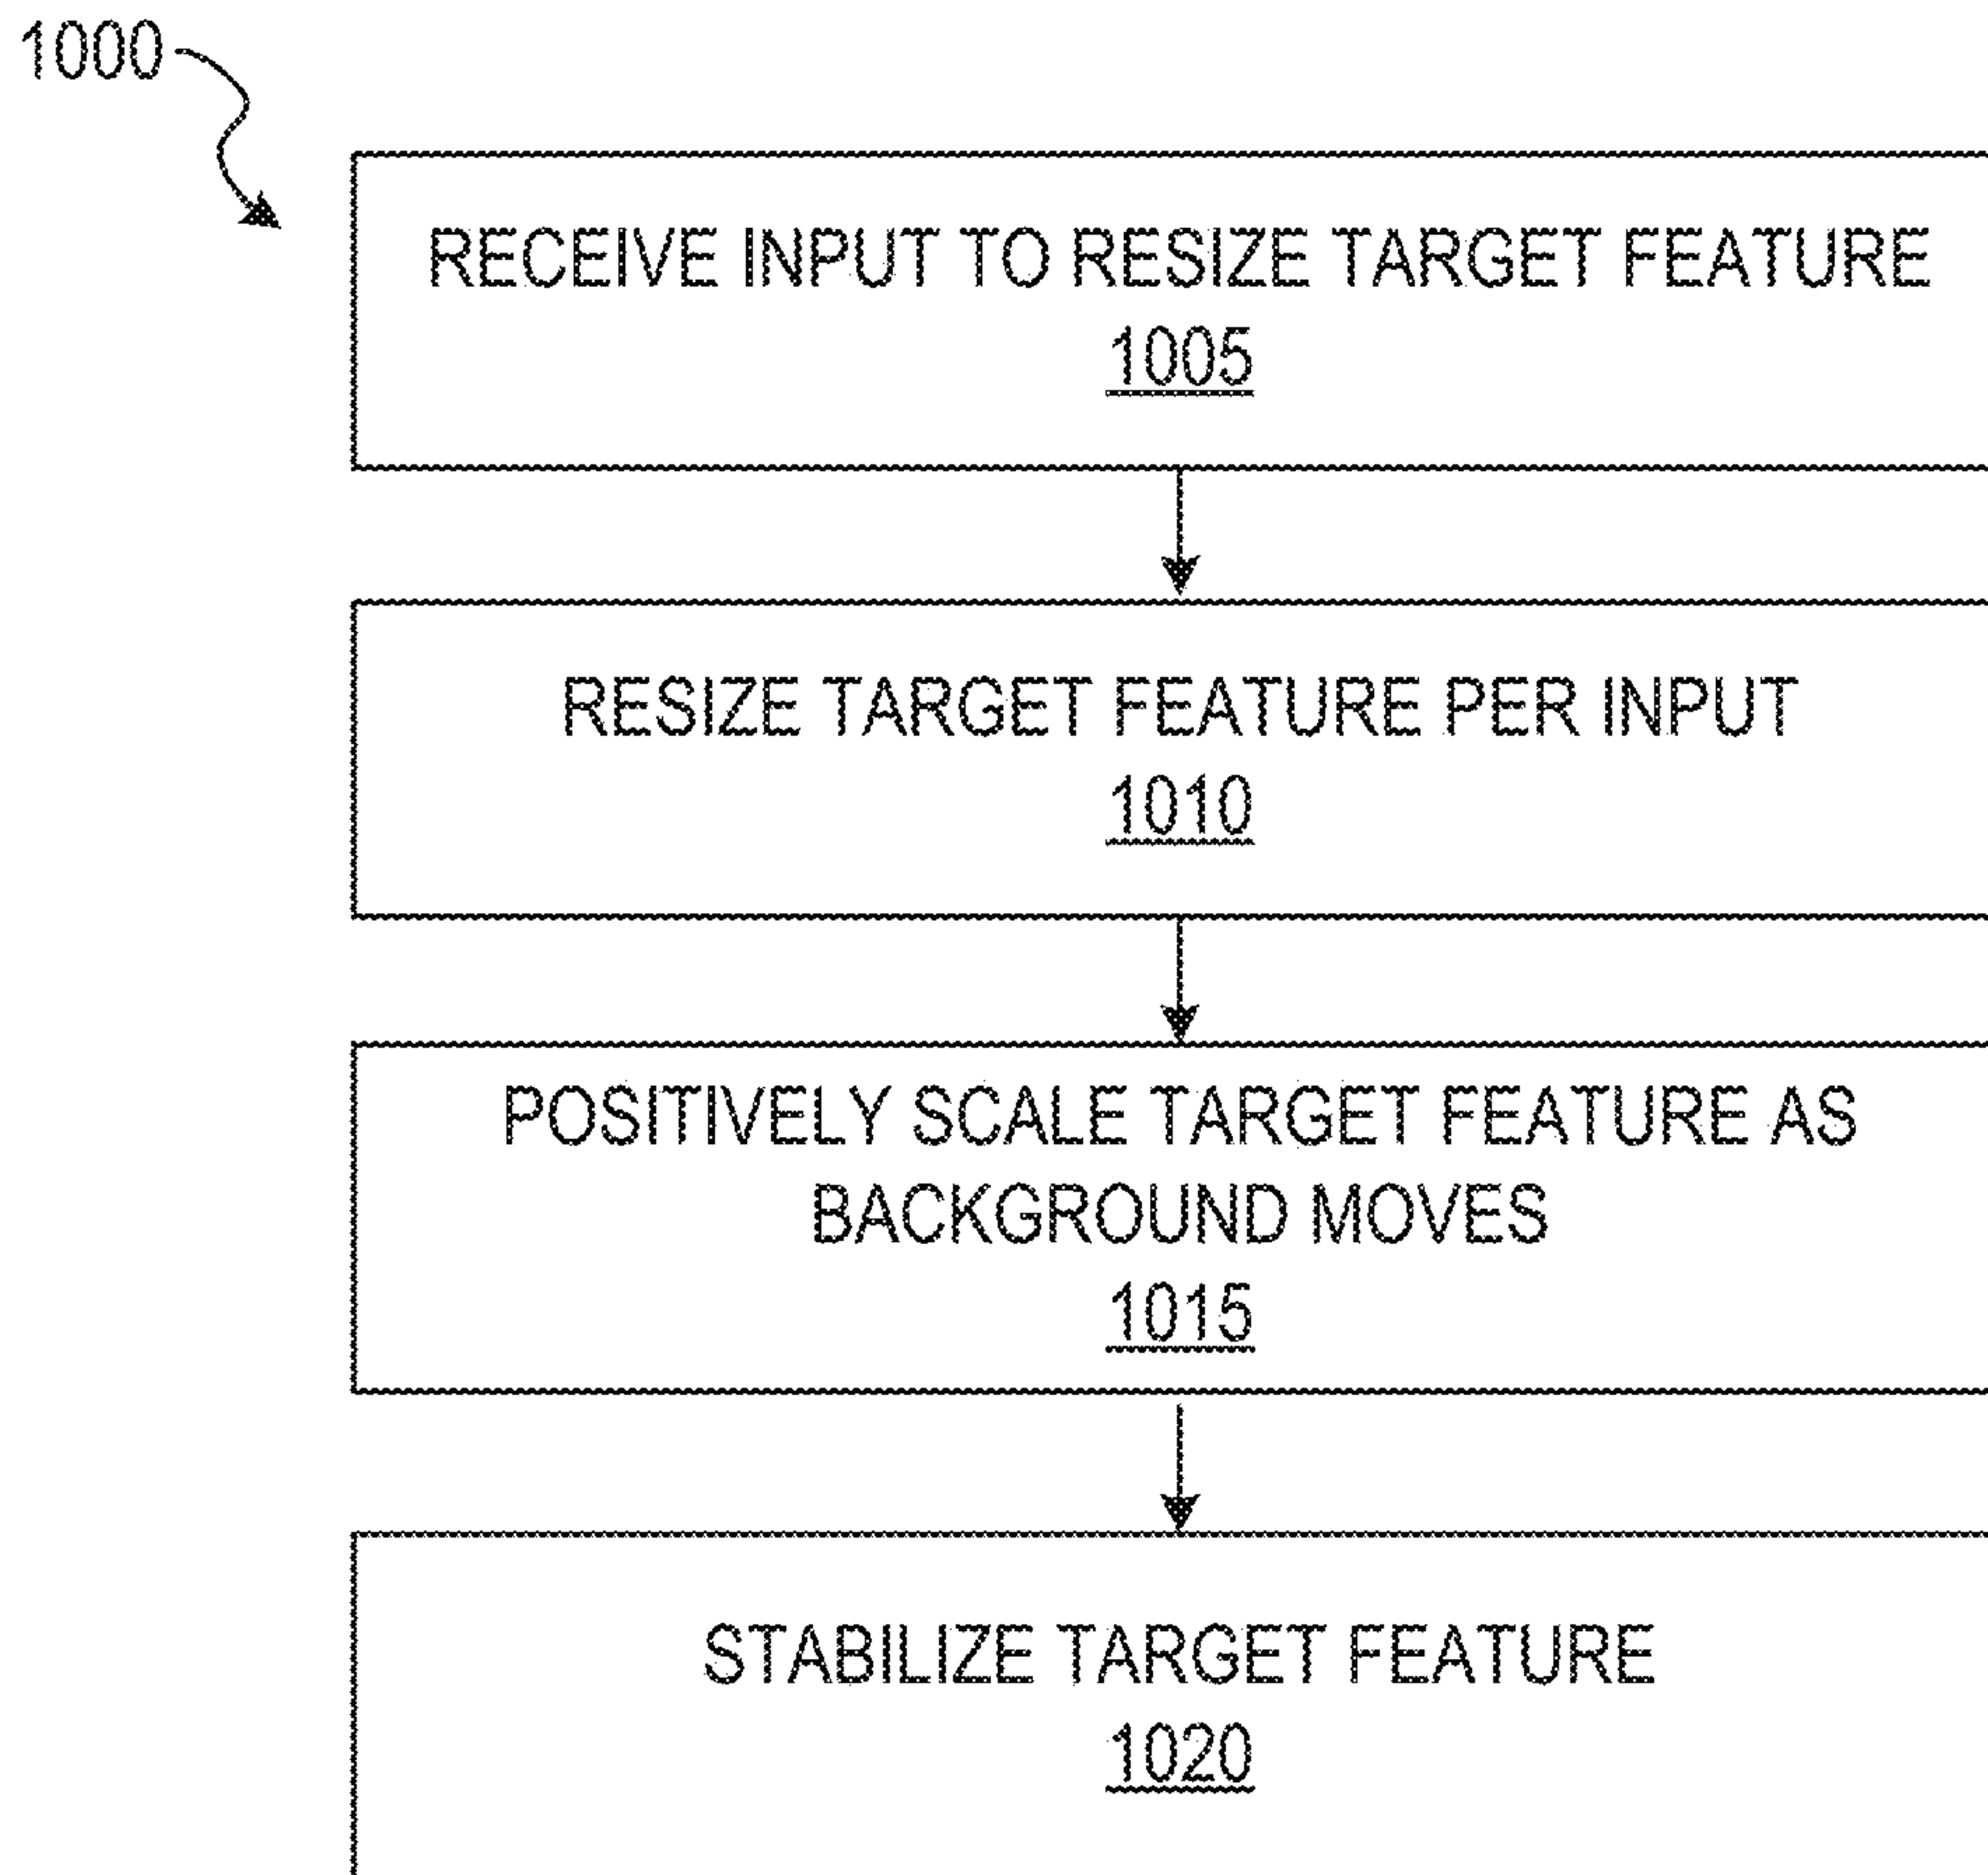 1000
RECEIVE INPUT TO RESIZE TARGET FEATURE
1005
RESIZE TARGET FEATURE PER INPUT
1010
POSITIVELY SCALE TARGET FEATURE AS
BACKGROUND MOVES
1015
STABILIZE TARGET FEATURE
1020